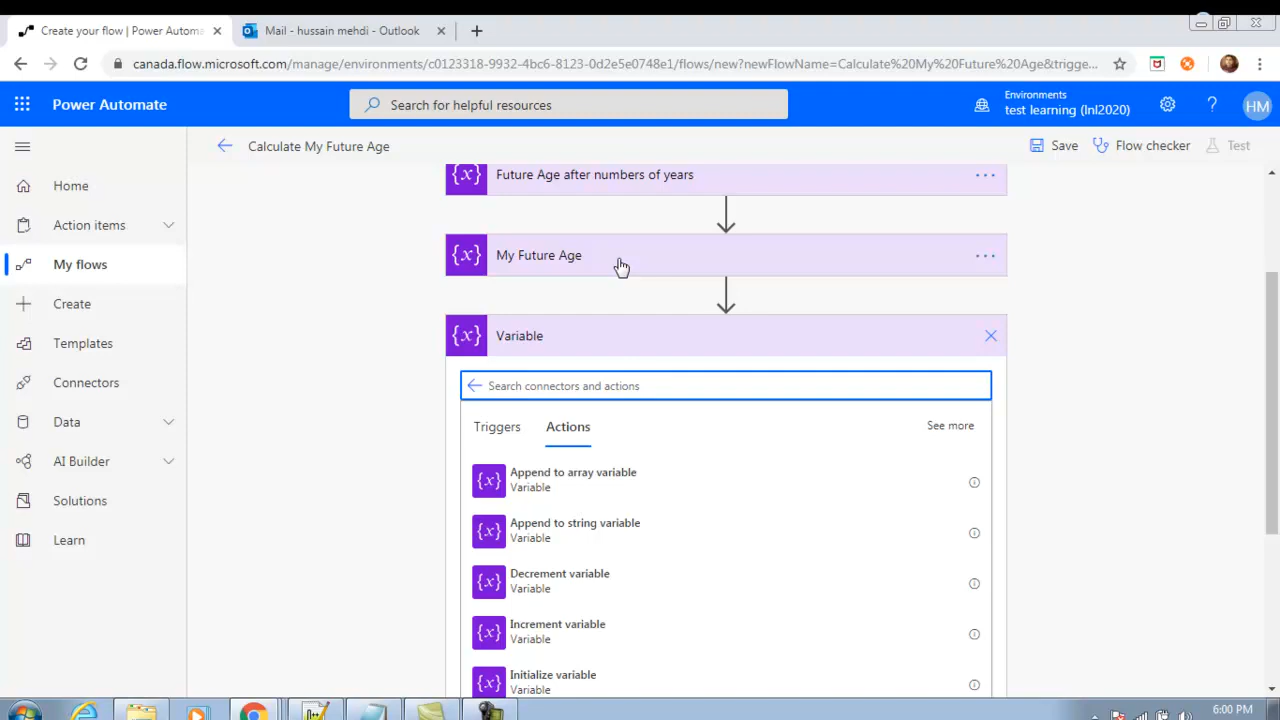 Create your flow | Power Automa
Mail - hussain mehdi - Outlook
canada.flow.microsoft.com/manage/environments/c0123318-9932-4bc6-8123-0d2e5e0748e1/flows/new?newFlowName=Calculate%20My%20Future%20Age&trigge...
Power Automate
Search for helpful resources
Environments
test learning (lnl2020)
?
HM
Calculate My Future Age
Save
Flow checker
Test
Home
Action items
My flows
Create
Templates
Connectors
Data
AI Builder
Solutions
Learn
{x} Future Age after numbers of years ...
{x} My Future Age ...
{x} Variable
Search connectors and actions
Triggers
Actions
See more
{x} Append to array variable
Variable
{x} Append to string variable
Variable
{x} Decrement variable
Variable
{x} Increment variable
Variable
{x} Initialize variable
Variable
6:00 PM